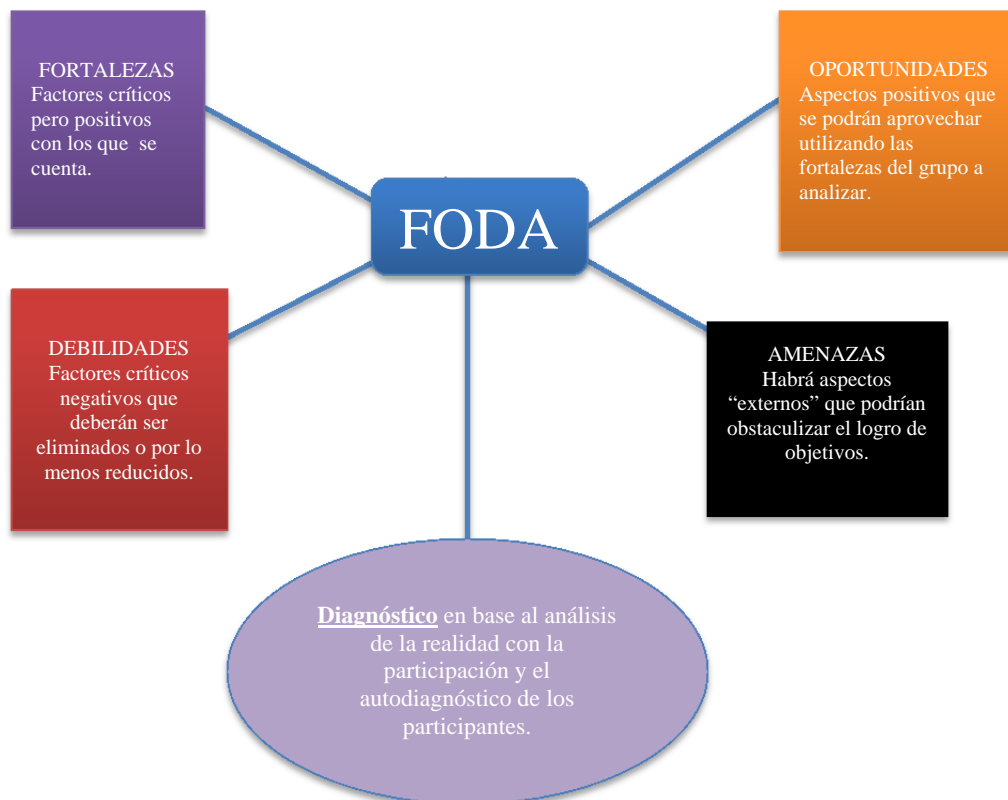 FORTALEZAS
Factores críticos
pero positivos
con los que se
cuenta.
OPORTUNIDADES
Aspectos positivos que
se podrán aprovechar
utilizando las
fortalezas del grupo a
analizar.
FODA
DEBILIDADES
Factores críticos
negativos que
deberán ser
eliminados o por lo
menos reducidos.
AMENAZAS
Habrá aspectos
“externos” que podrían
obstaculizar el logro de
objetivos.
Diagnóstico en base al análisis
de la realidad con la
participación y el
autodiagnóstico de los
participantes.